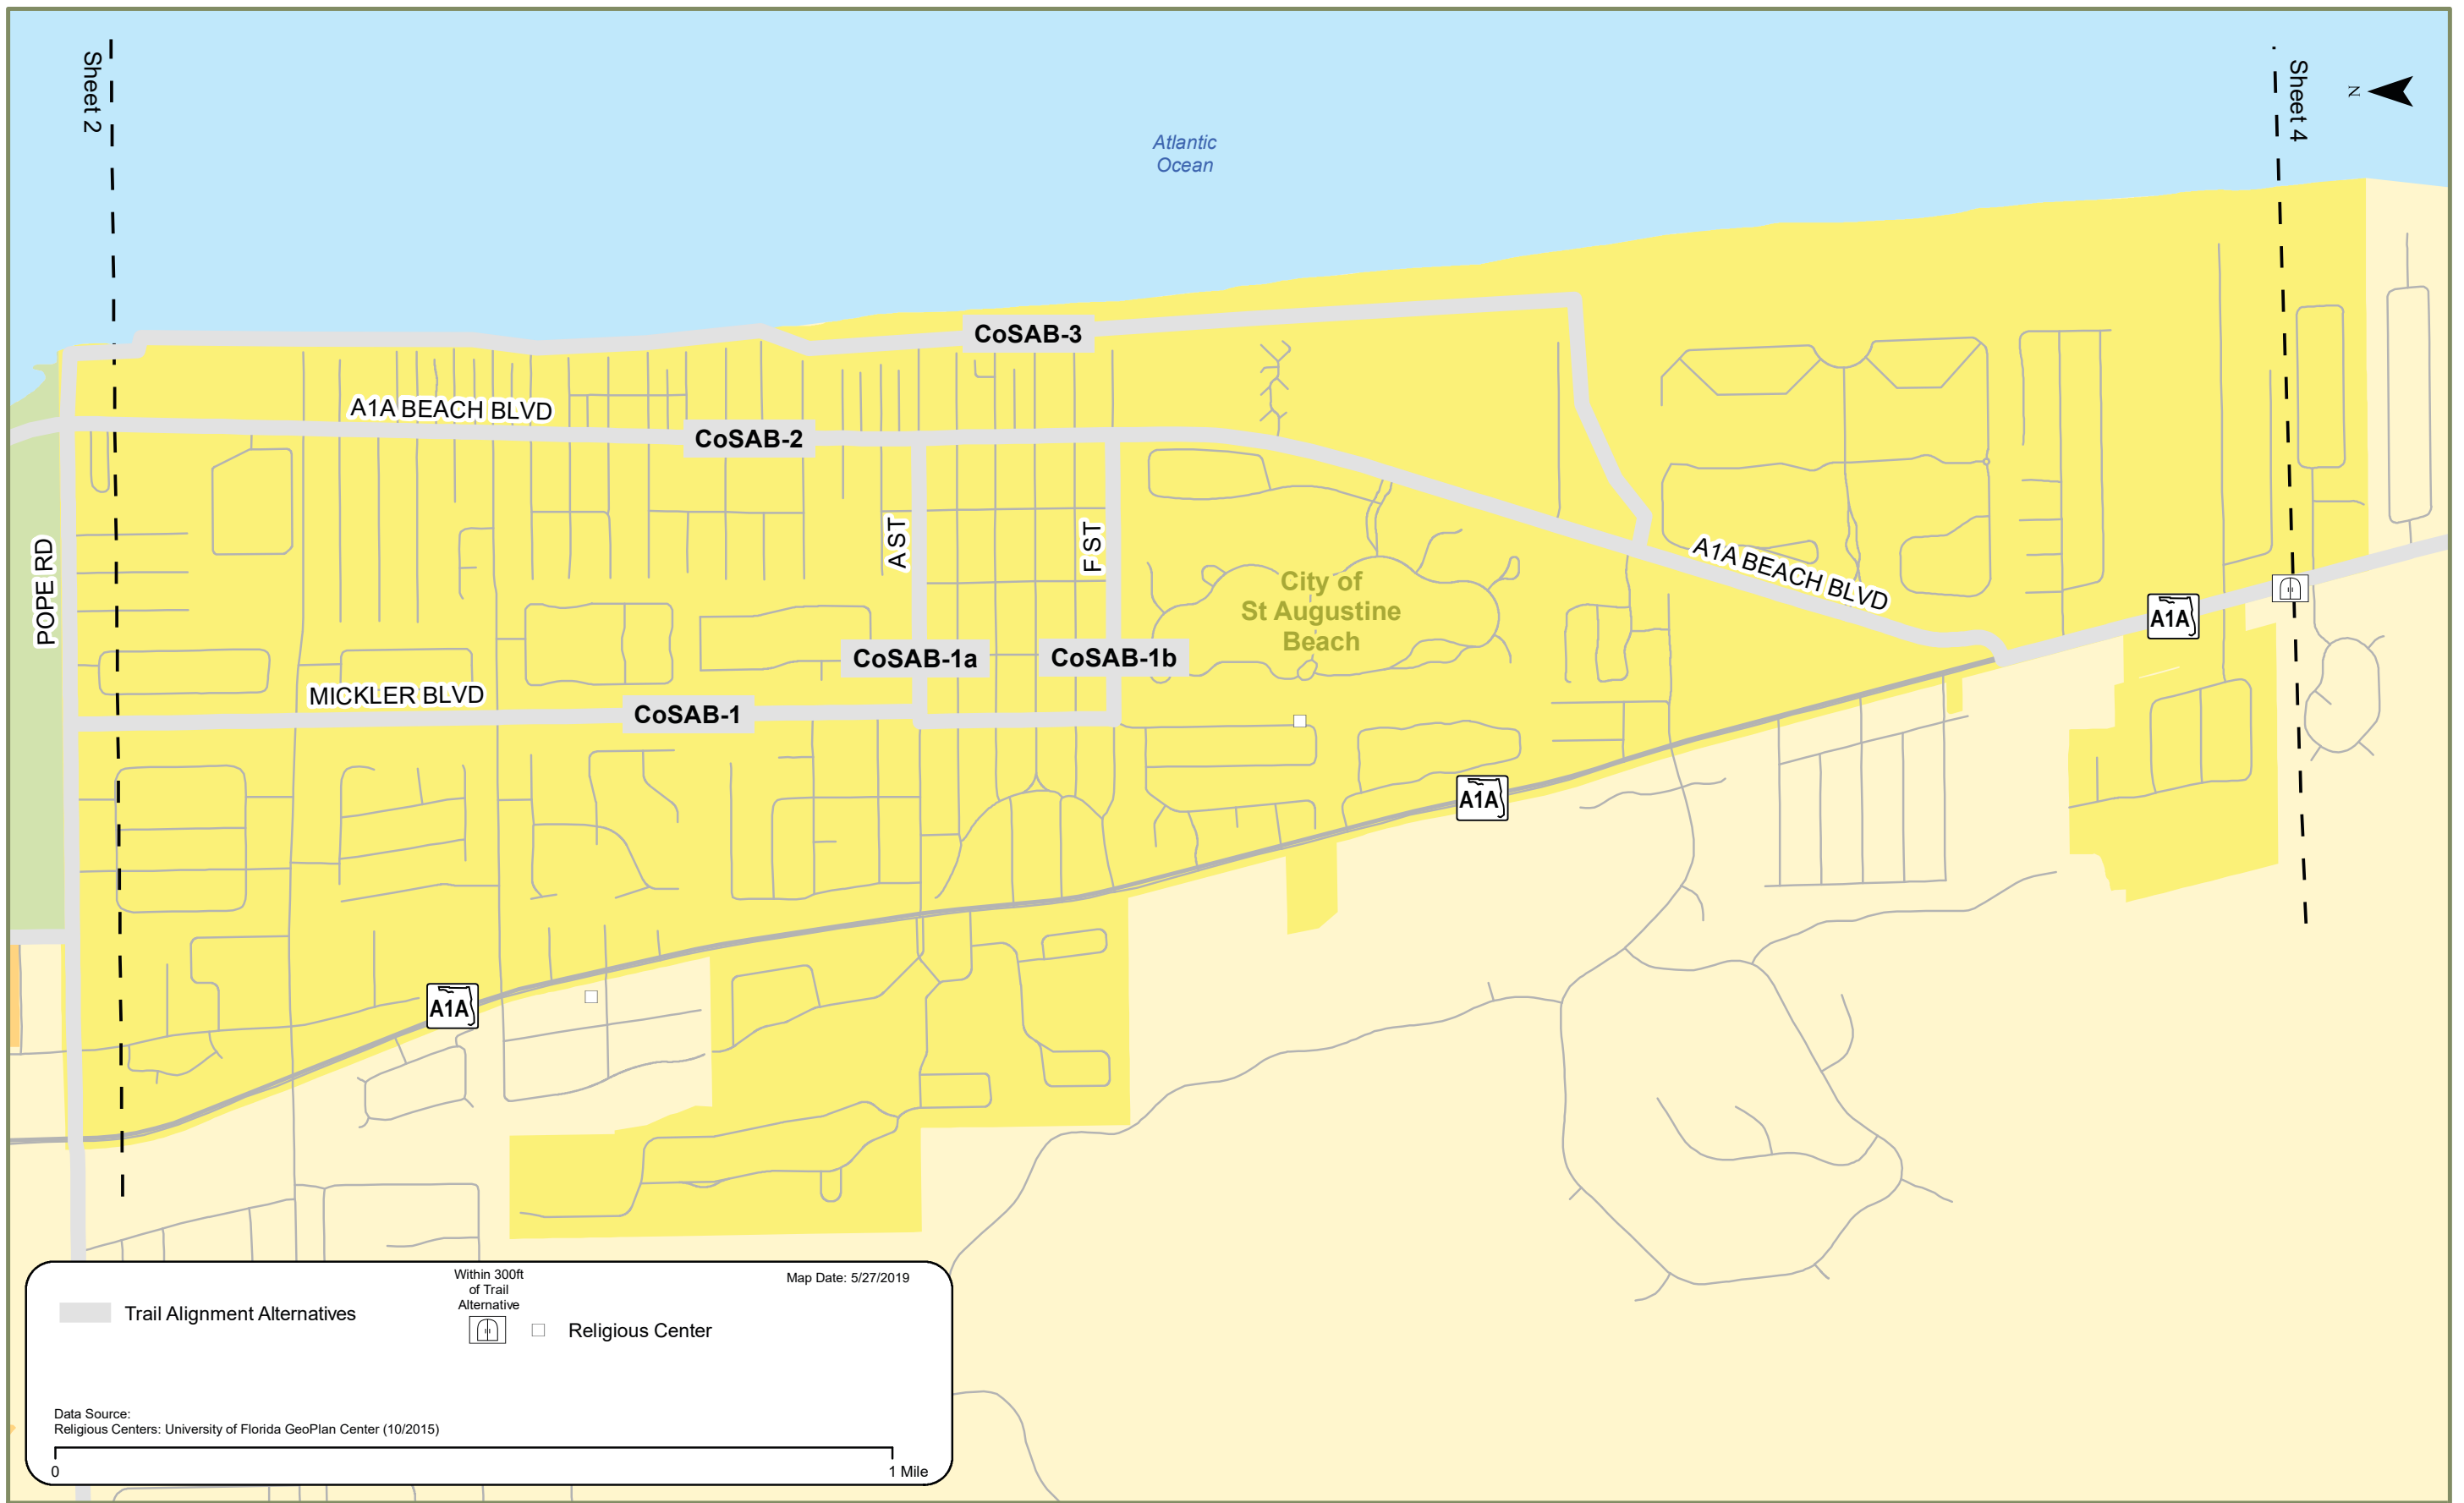 Sheet 2
Sheet 4
N
Atlantic
Ocean
CoSAB-3
A1A BEACH BLVD
CoSAB-2
POPE RD
A ST
F ST
City of
St Augustine
Beach
A1A BEACH BLVD
A1A
CoSAB-1a
CoSAB-1b
MICKLER BLVD
CoSAB-1
A1A
A1A
Within 300ft
of Trail
Alternative
Map Date: 5/27/2019
Trail Alignment Alternatives
Religious Center
Data Source:
Religious Centers: University of Florida GeoPlan Center (10/2015)
0
1 Mile